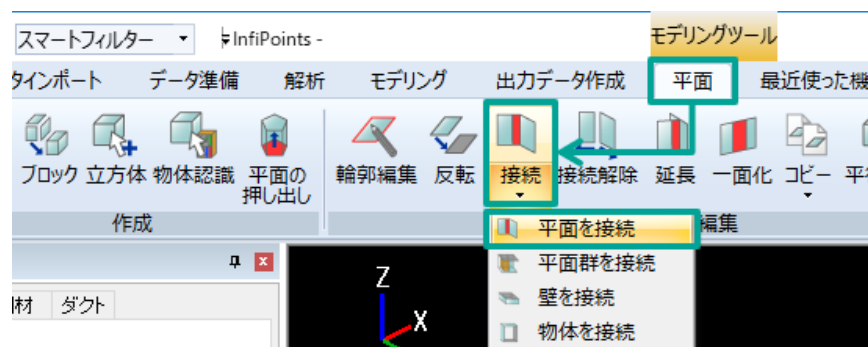 スマートフィルター InfiPoints -
モデリングツール
タインポート データ準備 解析 モデリング 出力データ作成 平面 最近使った機
ブロック 立方体 物体認識 平面の 輪郭編集 反転 接続 接続解除 延長 一面化 コピー
押し出し
作成 編集
平面を接続
平面群を接続
Z
ダクト
壁を接続
X
物体を接続